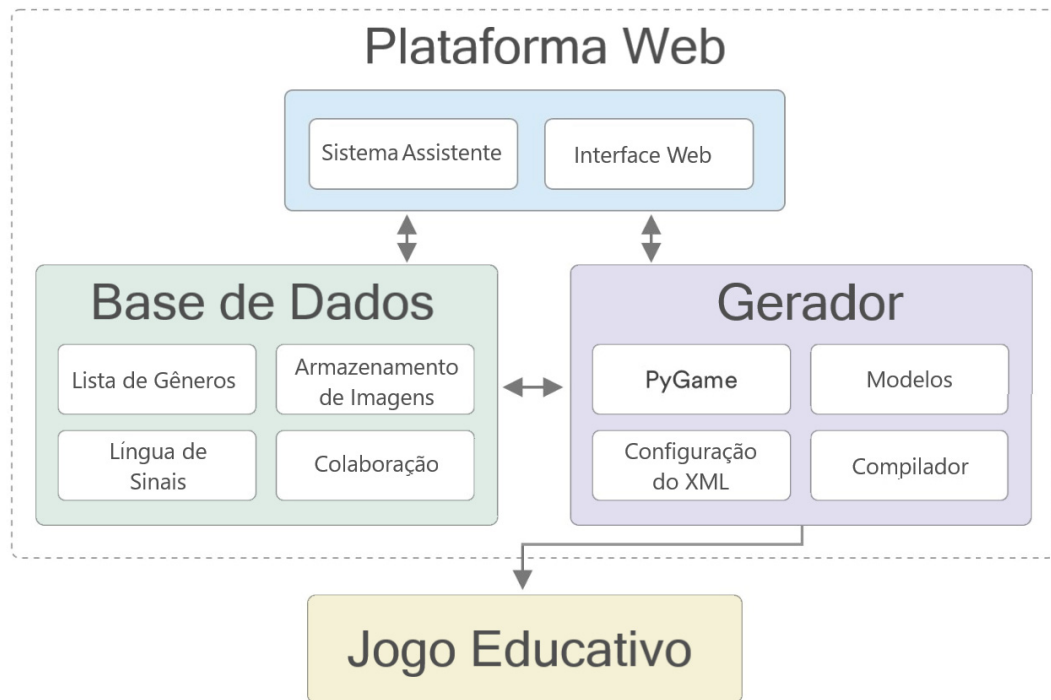 Plataforma Web
Sistema Assistente
Interface Web
Base de Dados
Lista de Gêneros
Armazenamento
de Imagens
Língua de
Sinais
Colaboração
Gerador
PyGame
Modelos
Configuração
do XML
Compilador
Jogo Educativo